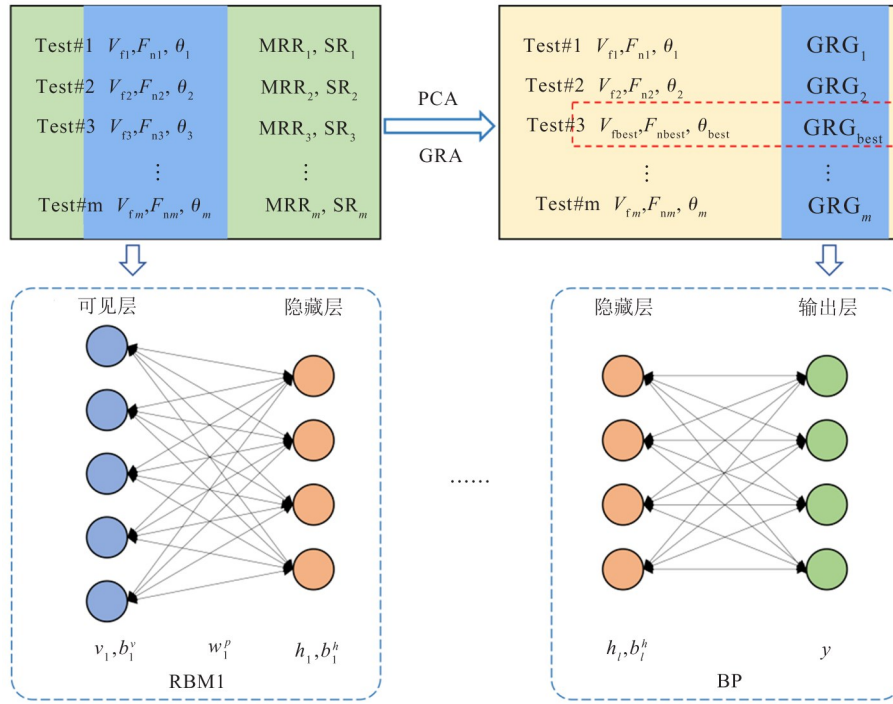 Test#1 V_f1,F_n1, θ_1 MRR_1, SR_1
Test#2 V_f2,F_n2, θ_2 MRR_2, SR_2
Test#3 V_f3,F_n3, θ_3 MRR_3, SR_3
⋮ ⋮
Test#m V_fm,F_nm, θ_m MRR_m, SR_m
PCA
GRA
Test#1 V_f1,F_n1, θ_1 GRG_1
Test#2 V_f2,F_n2, θ_2 GRG_2
Test#3 V_fbest,F_nbest, θ_best GRG_best
⋮ ⋮
Test#m V_fm,F_nm, θ_m GRG_m
可见层 隐藏层
v_1,b_1^v w_1^p h_1,b_1^h
RBM1
……
隐藏层 输出层
h_l,b_l^h y
BP